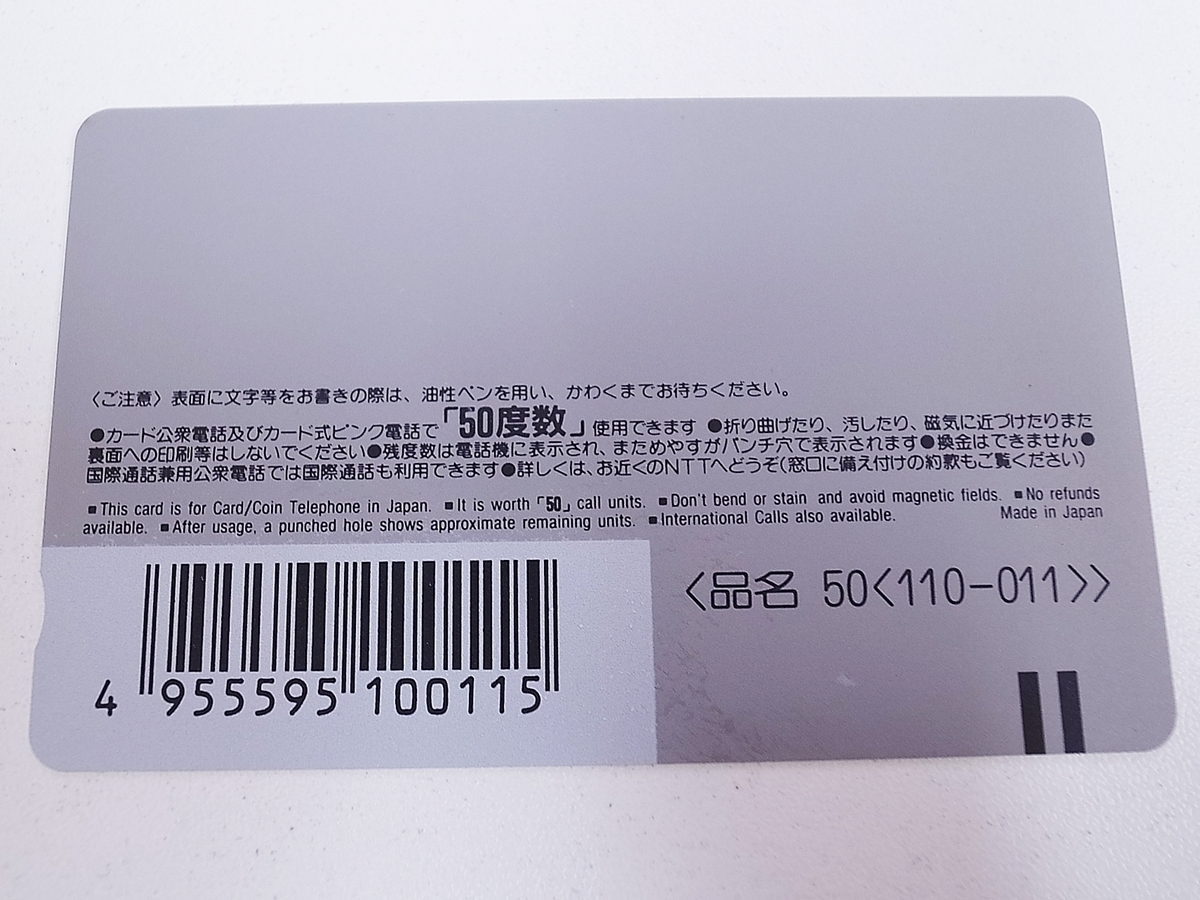 〈ご注意〉表面に文字等をお書きの際は、油性ペンを用い、かわくまでお待ちください。
●カード公衆電話及びカード式ピンク電話で「50度数」使用できます ●折り曲げたり、汚したり、磁気に近づけたりまた
裏面への印刷等はしないでください●残度数は電話機に表示され、まためやすがパンチ穴で表示されます●換金はできません●
国際通話兼用公衆電話では国際通話も利用できます●詳しくは、お近くのNTTへどうぞ(窓口に備え付けの約款もご覧ください)
■This card is for Card/Coin Telephone in Japan. ■It is worth「50」call units. ■Don't bend or stain and avoid magnetic fields. ■No refunds
available. ■After usage, a punched hole shows approximate remaining units. ■International Calls also available. Made in Japan
〈品名 50〈110-011〉〉
4 955595 100115